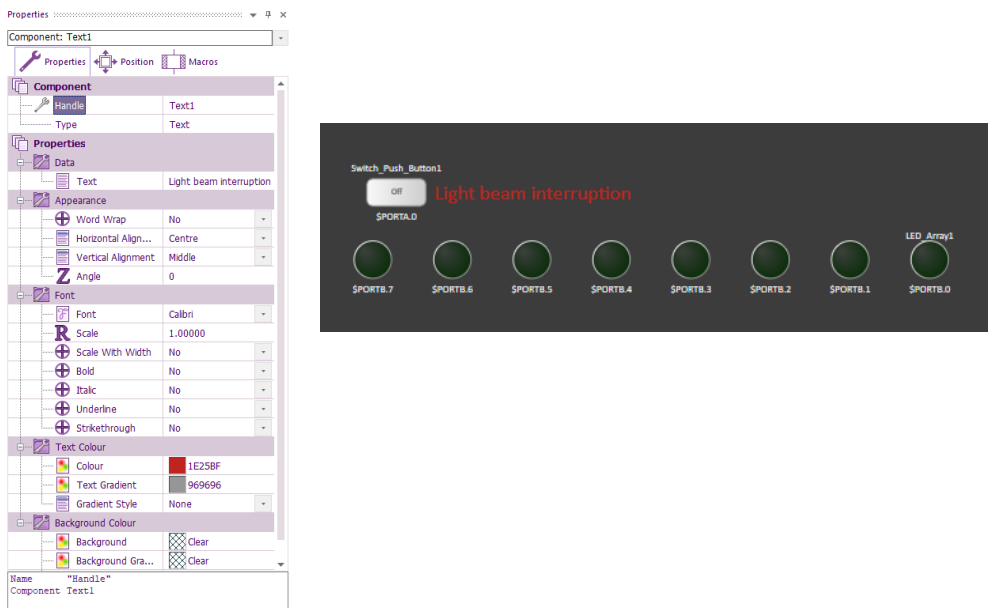 Properties
Component: Text1
Properties Position Macros
Component
Handle Text1
Type Text
Properties
Data
Text Light beam interruption
Appearance
Word Wrap No
Horizontal Align... Centre
Vertical Alignment Middle
Angle 0
Font
Font Calibri
Scale 1.00000
Scale With Width No
Bold No
Italic No
Underline No
Strikethrough No
Text Colour
Colour 1E25BF
Text Gradient 969696
Gradient Style None
Background Colour
Background Clear
Background Gra... Clear
Name "Handle"
Component Text1
Switch_Push_Button1
Off Light beam interruption
$PORTA.0
LED_Array1
$PORTB.7 $PORTB.6 $PORTB.5 $PORTB.4 $PORTB.3 $PORTB.2 $PORTB.1 $PORTB.0